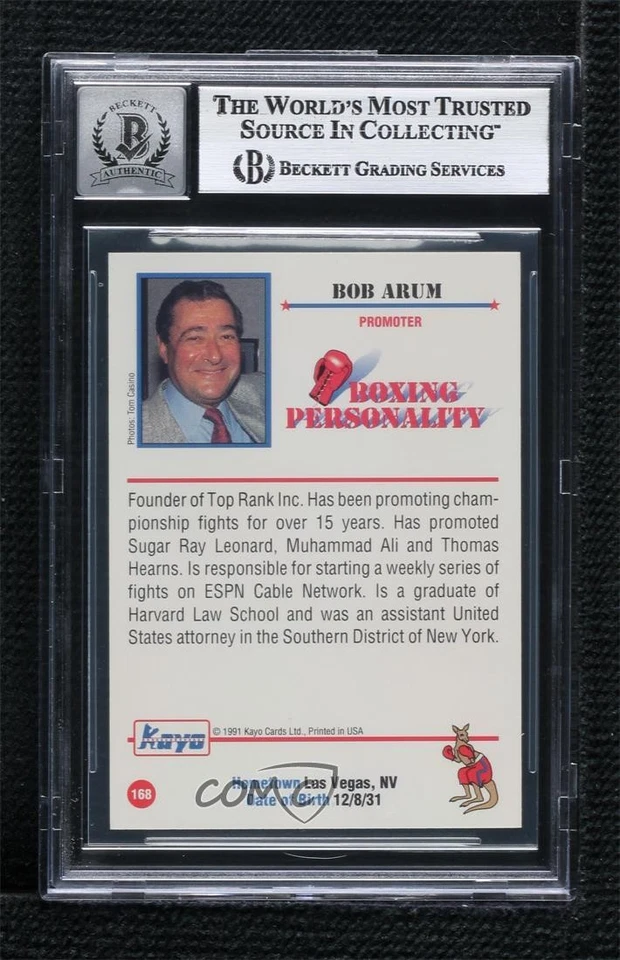 BECKETT
B
AUTHENTIC
THE WORLD'S MOST TRUSTED
SOURCE IN COLLECTING™
B BECKETT GRADING SERVICES
Photos: Tom Casino
BOB ARUM
PROMOTER
BOXING
PERSONALITY
Founder of Top Rank Inc. Has been promoting cham-
pionship fights for over 15 years. Has promoted
Sugar Ray Leonard, Muhammad Ali and Thomas
Hearns. Is responsible for starting a weekly series of
fights on ESPN Cable Network. Is a graduate of
Harvard Law School and was an assistant United
States attorney in the Southern District of New York.
Kayo
© 1991 Kayo Cards Ltd., Printed in USA
168
Hometown Las Vegas, NV
Date of Birth 12/8/31
COMC